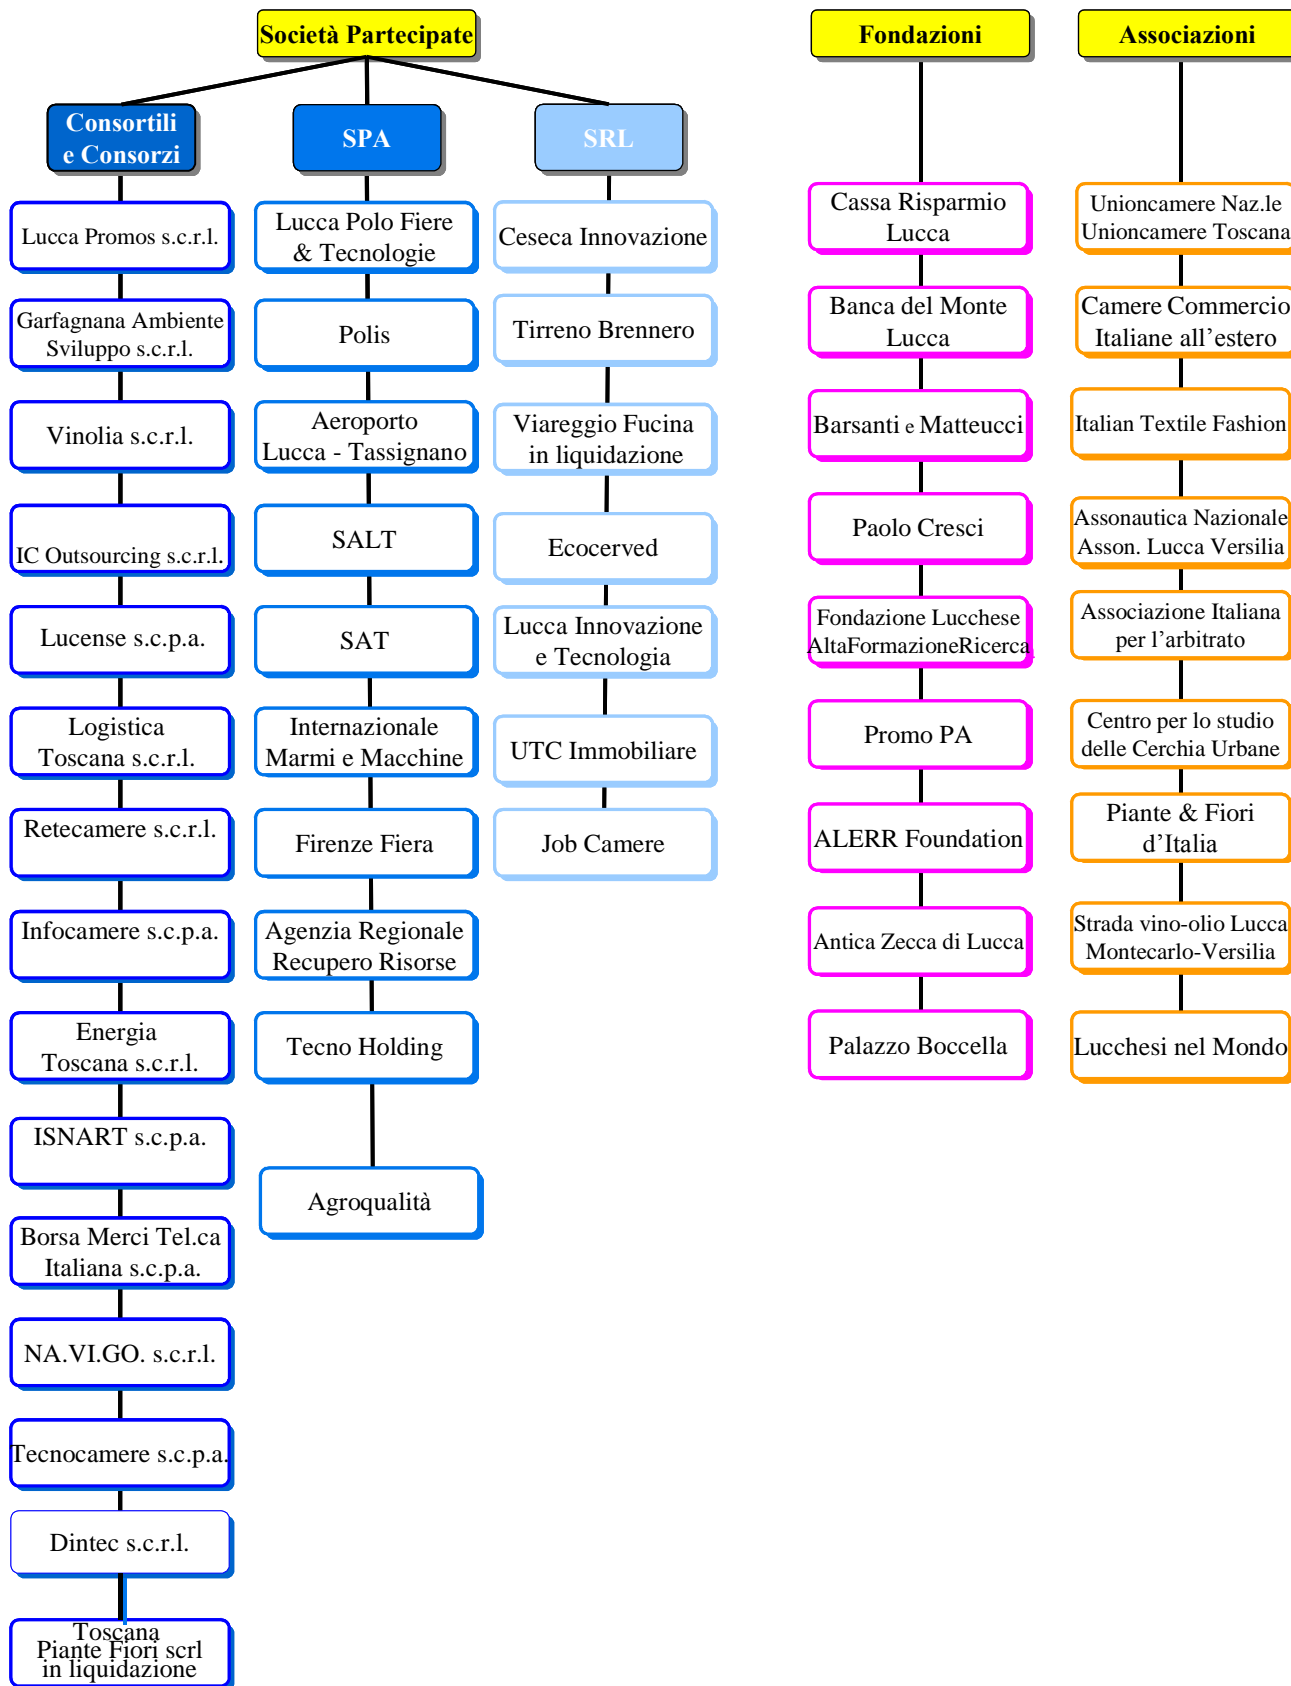 Società Partecipate
Consortili
e Consorzi
Lucca Promos s.c.r.l.
Garfagnana Ambiente
Sviluppo s.c.r.l.
Vinolia s.c.r.l.
IC Outsourcing s.c.r.l.
Lucense s.c.p.a.
Logistica
Toscana s.c.r.l.
Retecamere s.c.r.l.
Infocamere s.c.p.a.
Energia
Toscana s.c.r.l.
ISNART s.c.p.a.
Borsa Merci Tel.ca
Italiana s.c.p.a.
NA.VI.GO. s.c.r.l.
Tecnocamere s.c.p.a.
Dintec s.c.r.l.
Toscana
Piante Fiori scrl
in liquidazione
SPA
Lucca Polo Fiere
& Tecnologie
Polis
Aeroporto
Lucca - Tassignano
SALT
SAT
Internazionale
Marmi e Macchine
Firenze Fiera
Agenzia Regionale
Recupero Risorse
Tecno Holding
Agroqualità
SRL
Ceseca Innovazione
Tirreno Brennero
Viareggio Fucina
in liquidazione
Ecocerved
Lucca Innovazione
e Tecnologia
UTC Immobiliare
Job Camere
Fondazioni
Cassa Risparmio
Lucca
Banca del Monte
Lucca
Barsanti e Matteucci
Paolo Cresci
Fondazione Lucchese
AltaFormazioneRicerca
Promo PA
ALERR Foundation
Antica Zecca di Lucca
Palazzo Boccella
Associazioni
Unioncamere Naz.le
Unioncamere Toscana
Camere Commercio
Italiane all’estero
Italian Textile Fashion
Assonautica Nazionale
Asson. Lucca Versilia
Associazione Italiana
per l’arbitrato
Centro per lo studio
delle Cerchia Urbane
Piante & Fiori
d’Italia
Strada vino-olio Lucca
Montecarlo-Versilia
Lucchesi nel Mondo